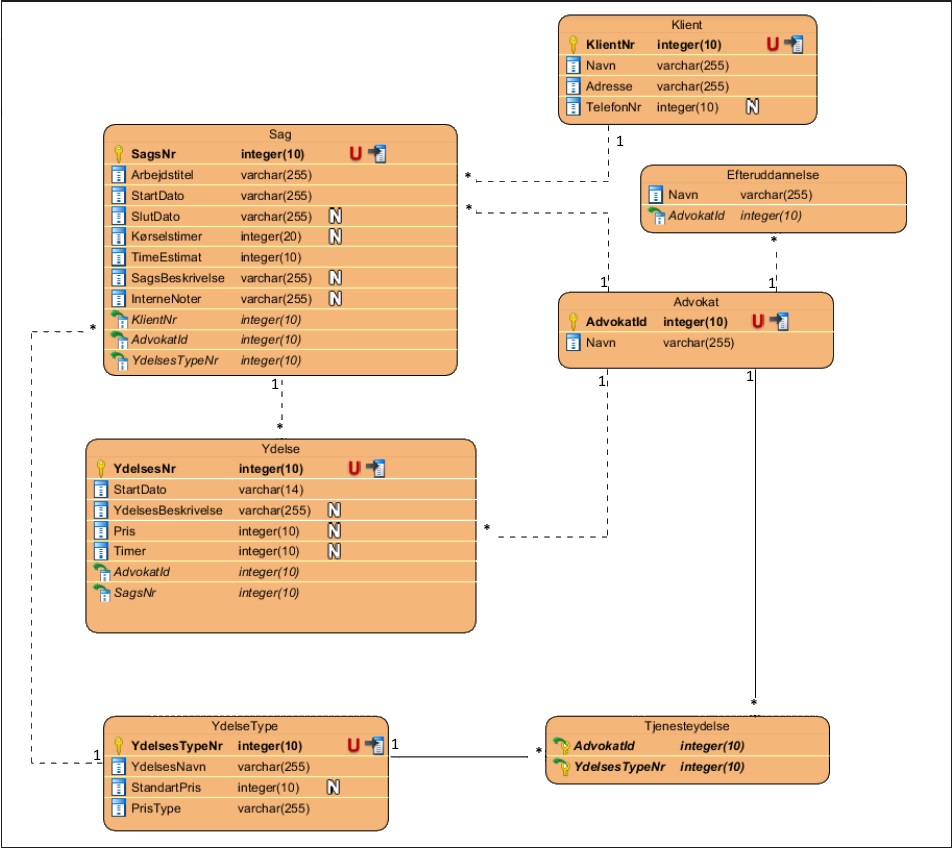 Klient
KlientNr integer(10) U
Navn varchar(255)
Adresse varchar(255)
TelefonNr integer(10) N
1
Sag
SagsNr integer(10) U
Arbejdstitel varchar(255)
StartDato varchar(255)
SlutDato varchar(255) N
Kørselstimer integer(20) N
TimeEstimat integer(10)
SagsBeskrivelse varchar(255) N
InterneNoter varchar(255) N
KlientNr integer(10)
AdvokatId integer(10)
YdelsesTypeNr integer(10)
*
*
*
1
*
Efteruddannelse
Navn varchar(255)
AdvokatId integer(10)
*
1
1
Advokat
AdvokatId integer(10) U
Navn varchar(255)
1
1
Ydelse
YdelsesNr integer(10) U
StartDato varchar(14)
YdelsesBeskrivelse varchar(255) N
Pris integer(10) N
Timer integer(10) N
AdvokatId integer(10)
SagsNr integer(10)
*
*
YdelseType
YdelsesTypeNr integer(10) U
YdelsesNavn varchar(255)
StandartPris integer(10) N
PrisType varchar(255)
1
1
*
Tjenesteydelse
AdvokatId integer(10)
YdelsesTypeNr integer(10)